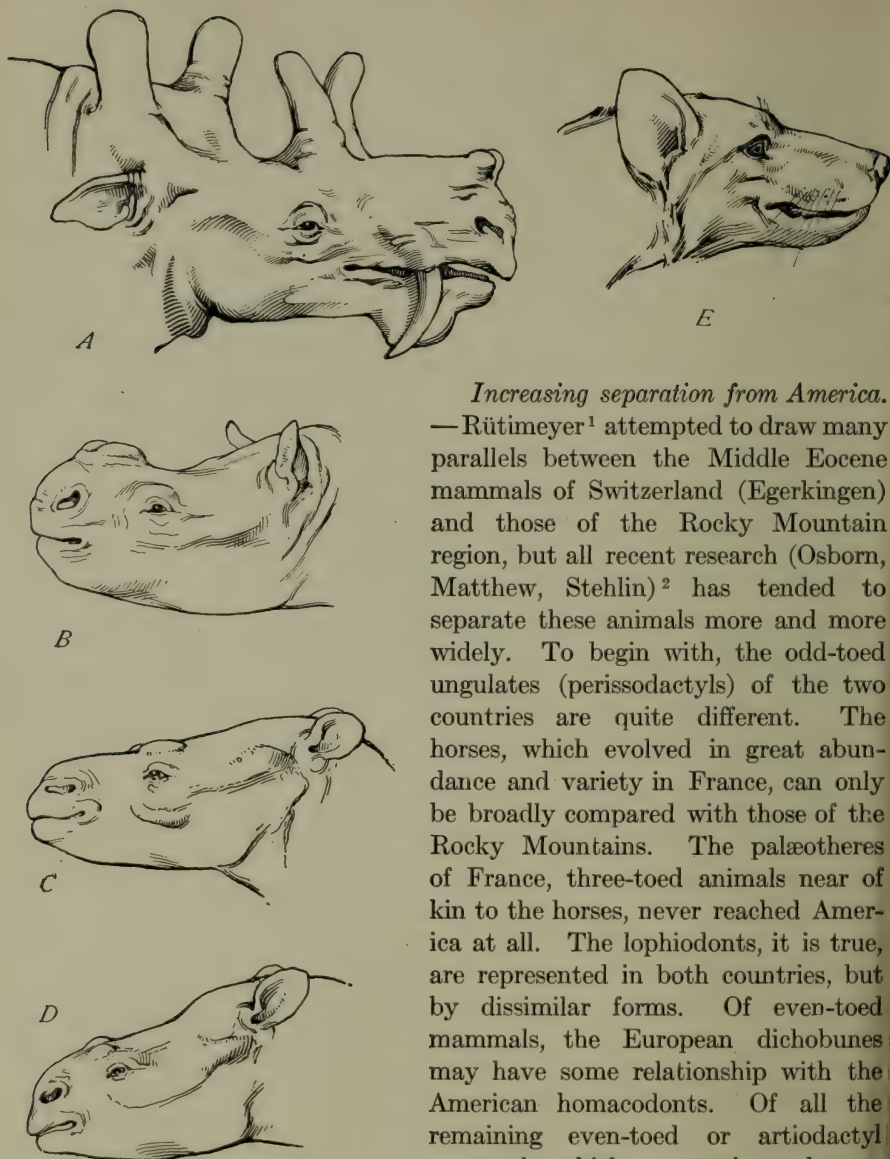 A
E
B
C
D
Increasing separation from America.
—Rütimeyer¹ attempted to draw many
parallels between the Middle Eocene
mammals of Switzerland (Egerkingen)
and those of the Rocky Mountain
region, but all recent research (Osborn,
Matthew, Stehlin)² has tended to
separate these animals more and more
widely. To begin with, the odd-toed
ungulates (perissodactyls) of the two
countries are quite different. The
horses, which evolved in great abun-
dance and variety in France, can only
be broadly compared with those of the
Rocky Mountains. The palæotheres
of France, three-toed animals near of
kin to the horses, never reached Amer-
ica at all. The lophiodonts, it is true,
are represented in both countries, but
by dissimilar forms. Of even-toed
mammals, the European dichobunes
may have some relationship with the
American homacodonts. Of all the
remaining even-toed or artiodactyl